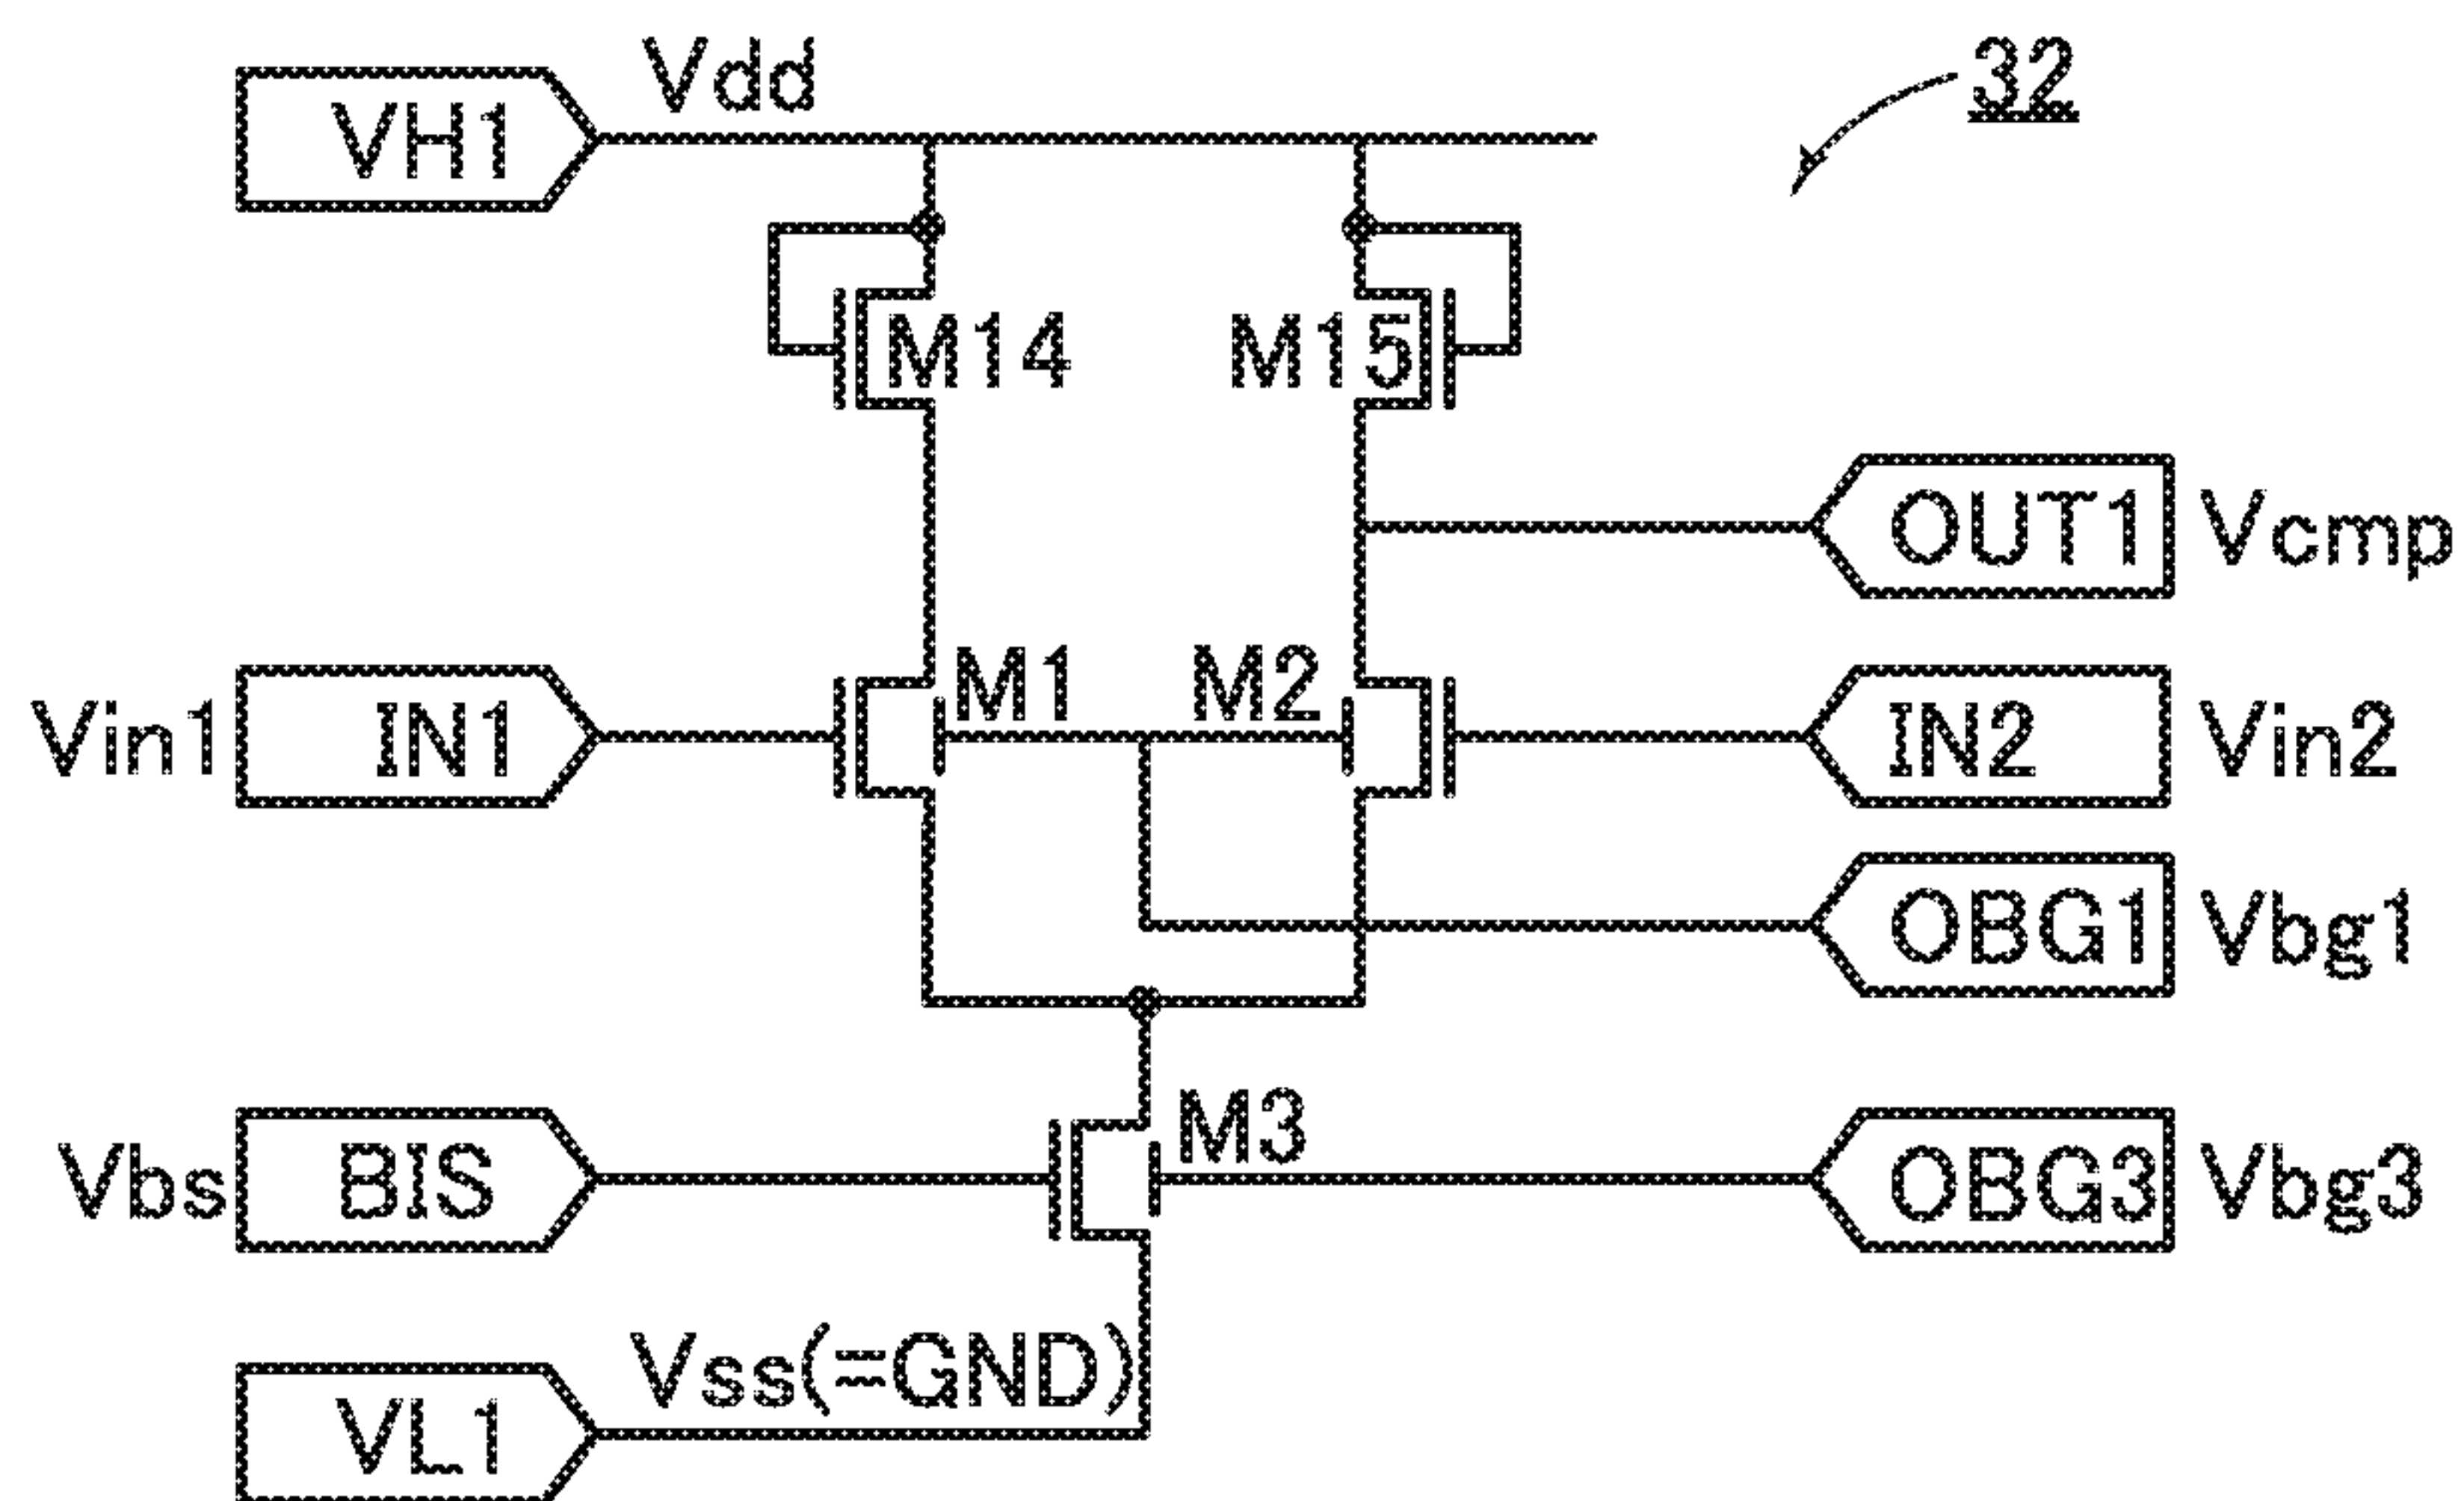 Vdd
32
VH1
M14 M15
OUT1 Vcmp
M1 M2
Vin1 IN1 IN2 Vin2
OBG1 Vbg1
M3
Vbs BIS OBG3 Vbg3
Vss(=GND)
VL1